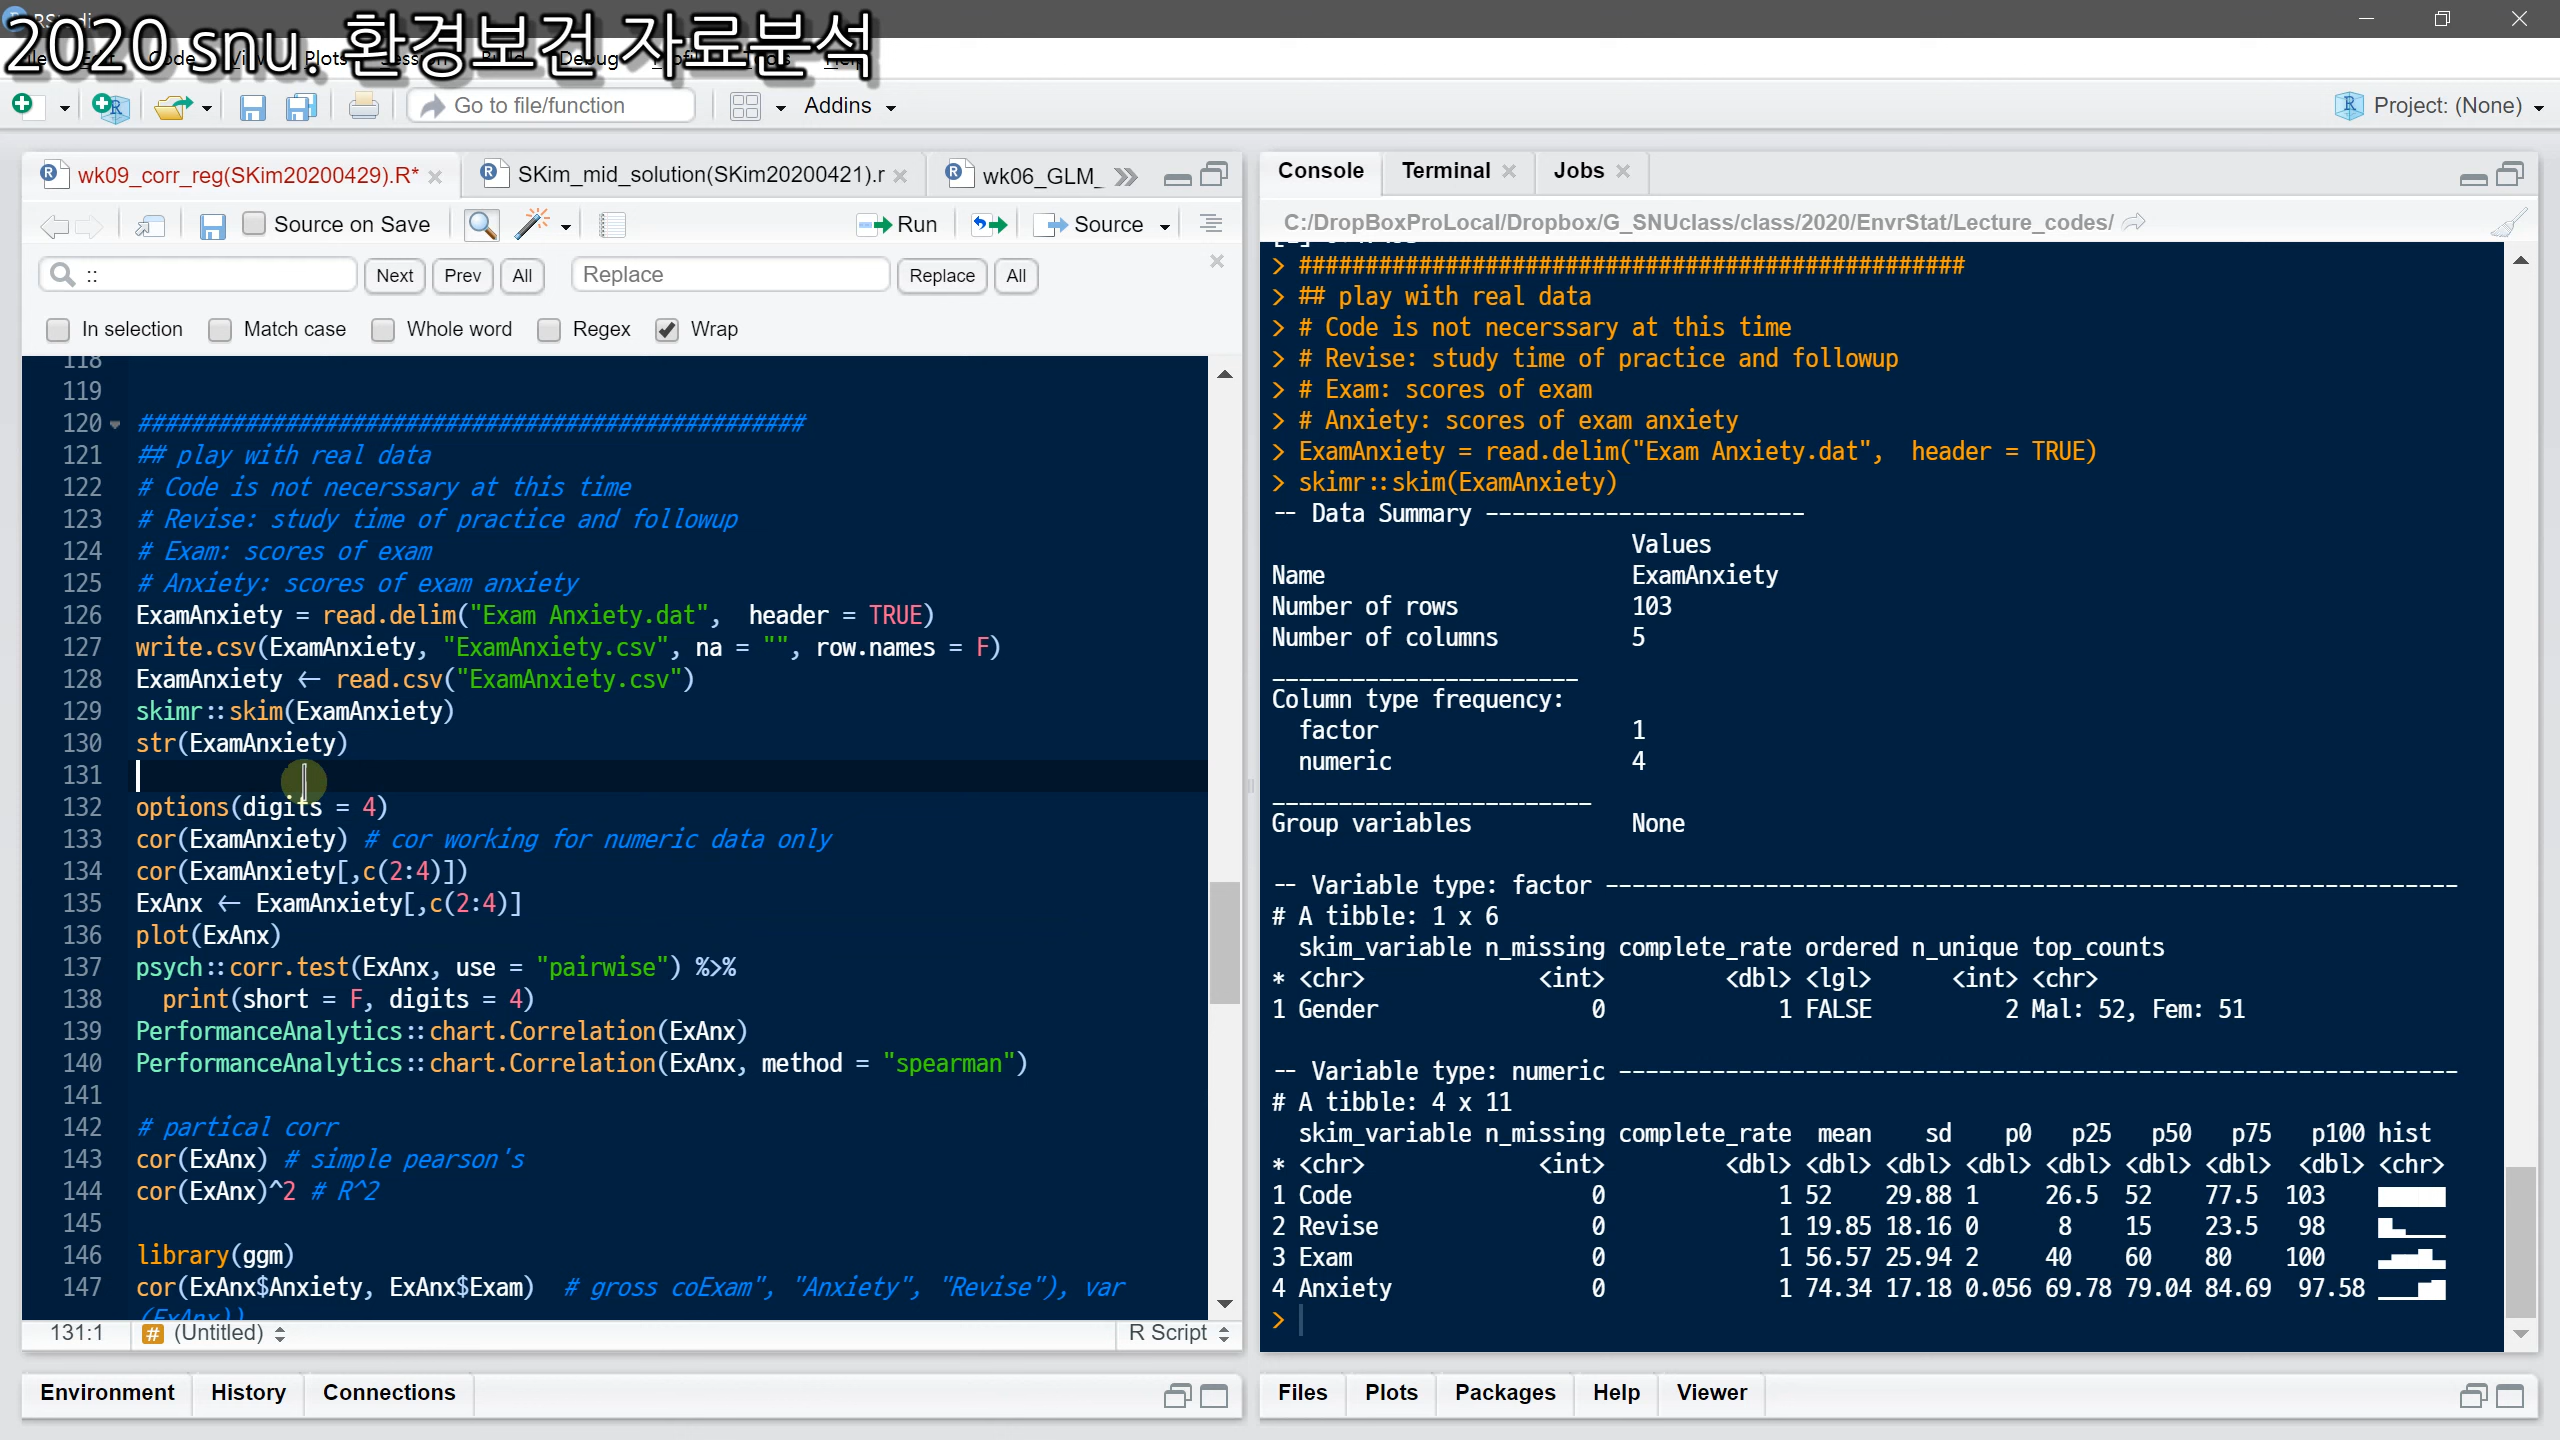 2020 snu. 환경보건 자료분석
RStudio
Plots
Debug
Go to file/function
Addins
Project: (None)
wk09_corr_reg(SKim20200429).R*
SKim_mid_solution(SKim20200421).r
wk06_GLM_
Source on Save
Run
Source
::
Next
Prev
All
Replace
Replace
All
In selection
Match case
Whole word
Regex
Wrap
118
119
120 ##################################################
121 ## play with real data
122 # Code is not necerssary at this time
123 # Revise: study time of practice and followup
124 # Exam: scores of exam
125 # Anxiety: scores of exam anxiety
126 ExamAnxiety = read.delim("Exam Anxiety.dat",  header = TRUE)
127 write.csv(ExamAnxiety, "ExamAnxiety.csv", na = "", row.names = F)
128 ExamAnxiety <- read.csv("ExamAnxiety.csv")
129 skimr::skim(ExamAnxiety)
130 str(ExamAnxiety)
131
132 options(digits = 4)
133 cor(ExamAnxiety) # cor working for numeric data only
134 cor(ExamAnxiety[,c(2:4)])
135 ExAnx <- ExamAnxiety[,c(2:4)]
136 plot(ExAnx)
137 psych::corr.test(ExAnx, use = "pairwise") %>%
138   print(short = F, digits = 4)
139 PerformanceAnalytics::chart.Correlation(ExAnx)
140 PerformanceAnalytics::chart.Correlation(ExAnx, method = "spearman")
141
142 # partical corr
143 cor(ExAnx) # simple pearson's
144 cor(ExAnx)^2 # R^2
145
146 library(ggm)
147 cor(ExAnx$Anxiety, ExAnx$Exam)  # gross coExam", "Anxiety", "Revise"), var
(ExAnx))
131:1
(Untitled)
R Script
Environment
History
Connections
Console
Terminal
Jobs
C:/DropBoxProLocal/Dropbox/G_SNUclass/class/2020/EnvrStat/Lecture_codes/
> ##################################################
> ## play with real data
> # Code is not necerssary at this time
> # Revise: study time of practice and followup
> # Exam: scores of exam
> # Anxiety: scores of exam anxiety
> ExamAnxiety = read.delim("Exam Anxiety.dat",  header = TRUE)
> skimr::skim(ExamAnxiety)
-- Data Summary ------------------------
Values
Name ExamAnxiety
Number of rows 103
Number of columns 5
_______________________
Column type frequency:
factor 1
numeric 4
________________________
Group variables None
-- Variable type: factor ----------------------------------------------------------------
# A tibble: 1 x 6
skim_variable n_missing complete_rate ordered n_unique top_counts
* <chr> <int> <dbl> <lgl> <int> <chr>
1 Gender 0 1 FALSE 2 Mal: 52, Fem: 51
-- Variable type: numeric ---------------------------------------------------------------
# A tibble: 4 x 11
skim_variable n_missing complete_rate mean sd p0 p25 p50 p75 p100 hist
* <chr> <int> <dbl> <dbl> <dbl> <dbl> <dbl> <dbl> <dbl> <dbl> <chr>
1 Code 0 1 52 29.88 1 26.5 52 77.5 103
2 Revise 0 1 19.85 18.16 0 8 15 23.5 98
3 Exam 0 1 56.57 25.94 2 40 60 80 100
4 Anxiety 0 1 74.34 17.18 0.056 69.78 79.04 84.69 97.58
>
Files
Plots
Packages
Help
Viewer